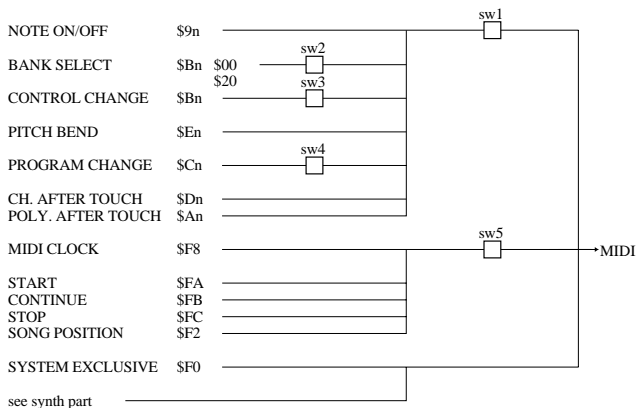 sw1
NOTE ON/OFF $9n
sw2
BANK SELECT $Bn $00
$20
sw3
CONTROL CHANGE $Bn
PITCH BEND $En
sw4
PROGRAM CHANGE $Cn
CH. AFTER TOUCH $Dn
POLY. AFTER TOUCH $An
sw5
MIDI CLOCK $F8
MIDI
START $FA
CONTINUE $FB
STOP $FC
SONG POSITION $F2
SYSTEM EXCLUSIVE $F0
see synth part